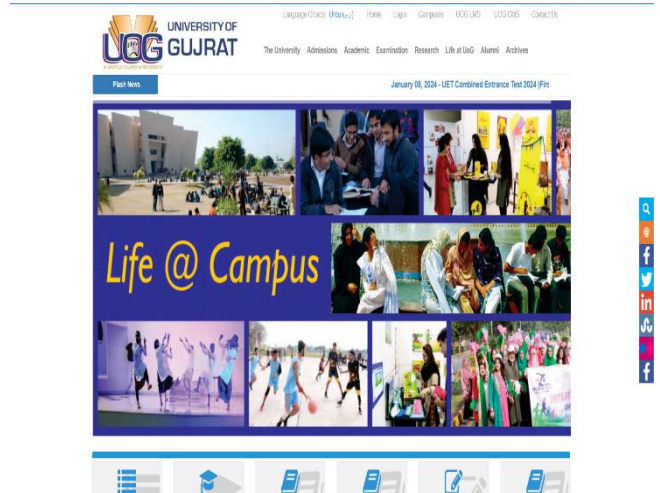 Language Choice: Urdu (اردو) Home Login Campuses UOG LMS UOG CMS Contact Us
UNIVERSITY OF
GUJRAT
UOG
A WORLD CLASS UNIVERSITY
The University Admissions Academic Examination Research Life at UoG Alumni Archives
Flash News
January 08, 2024 - UET Combined Entrance Test 2024 (Firs
Life @ Campus